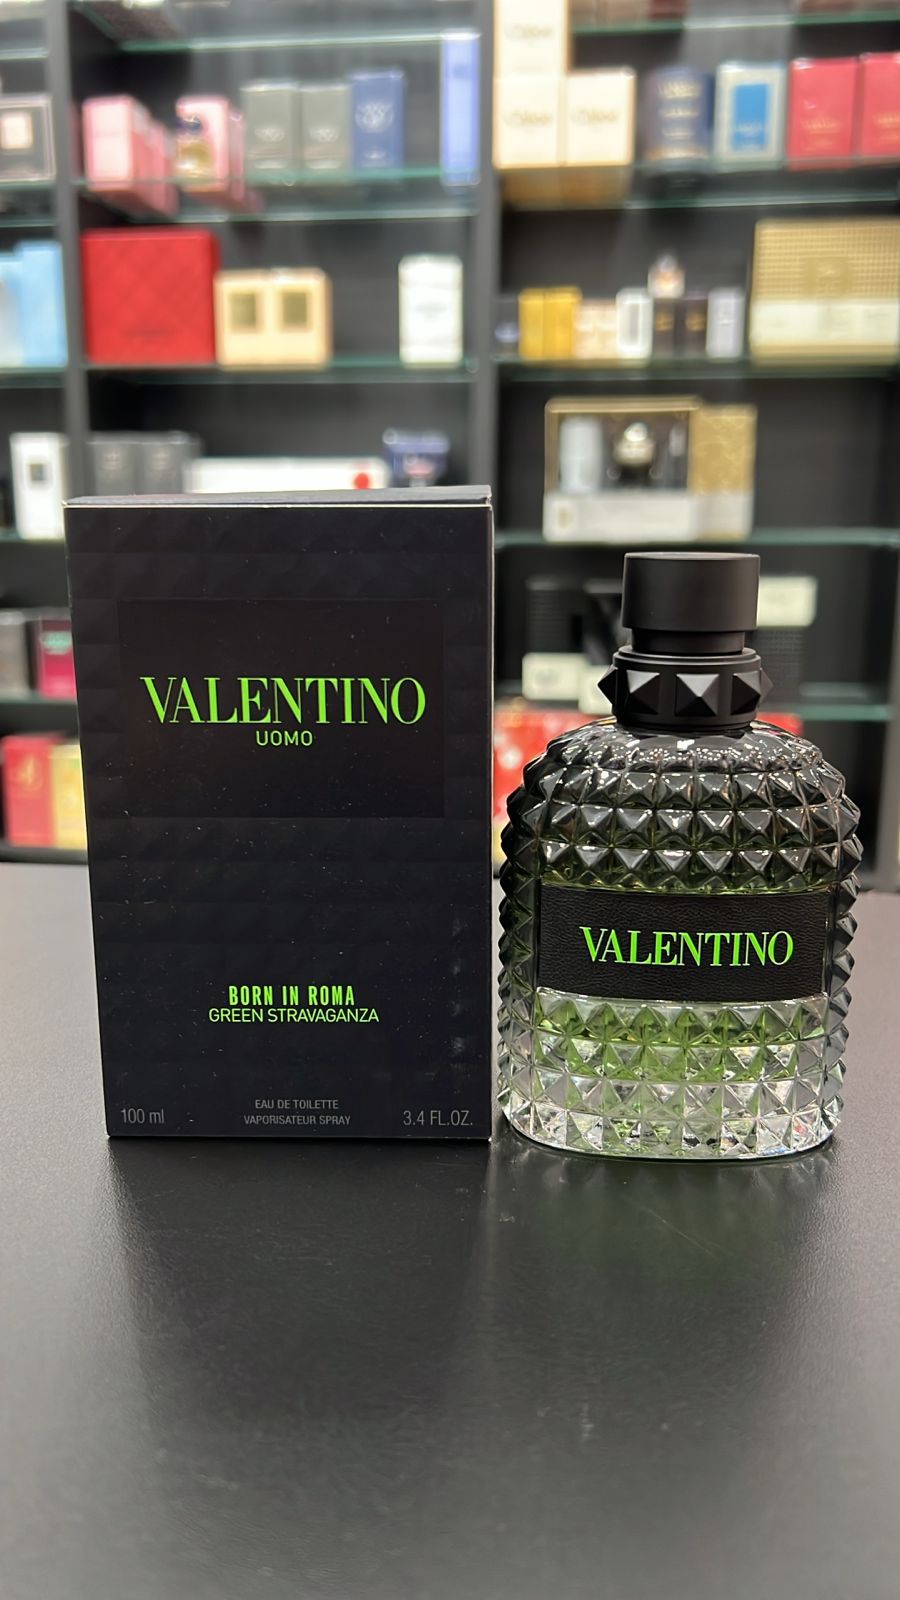 VALENTINO
UOMO
BORN IN ROMA
GREEN STRAVAGANZA
EAU DE TOILETTE
100 ml
VAPORISATEUR SPRAY
3.4 FL.OZ.
VALENTINO